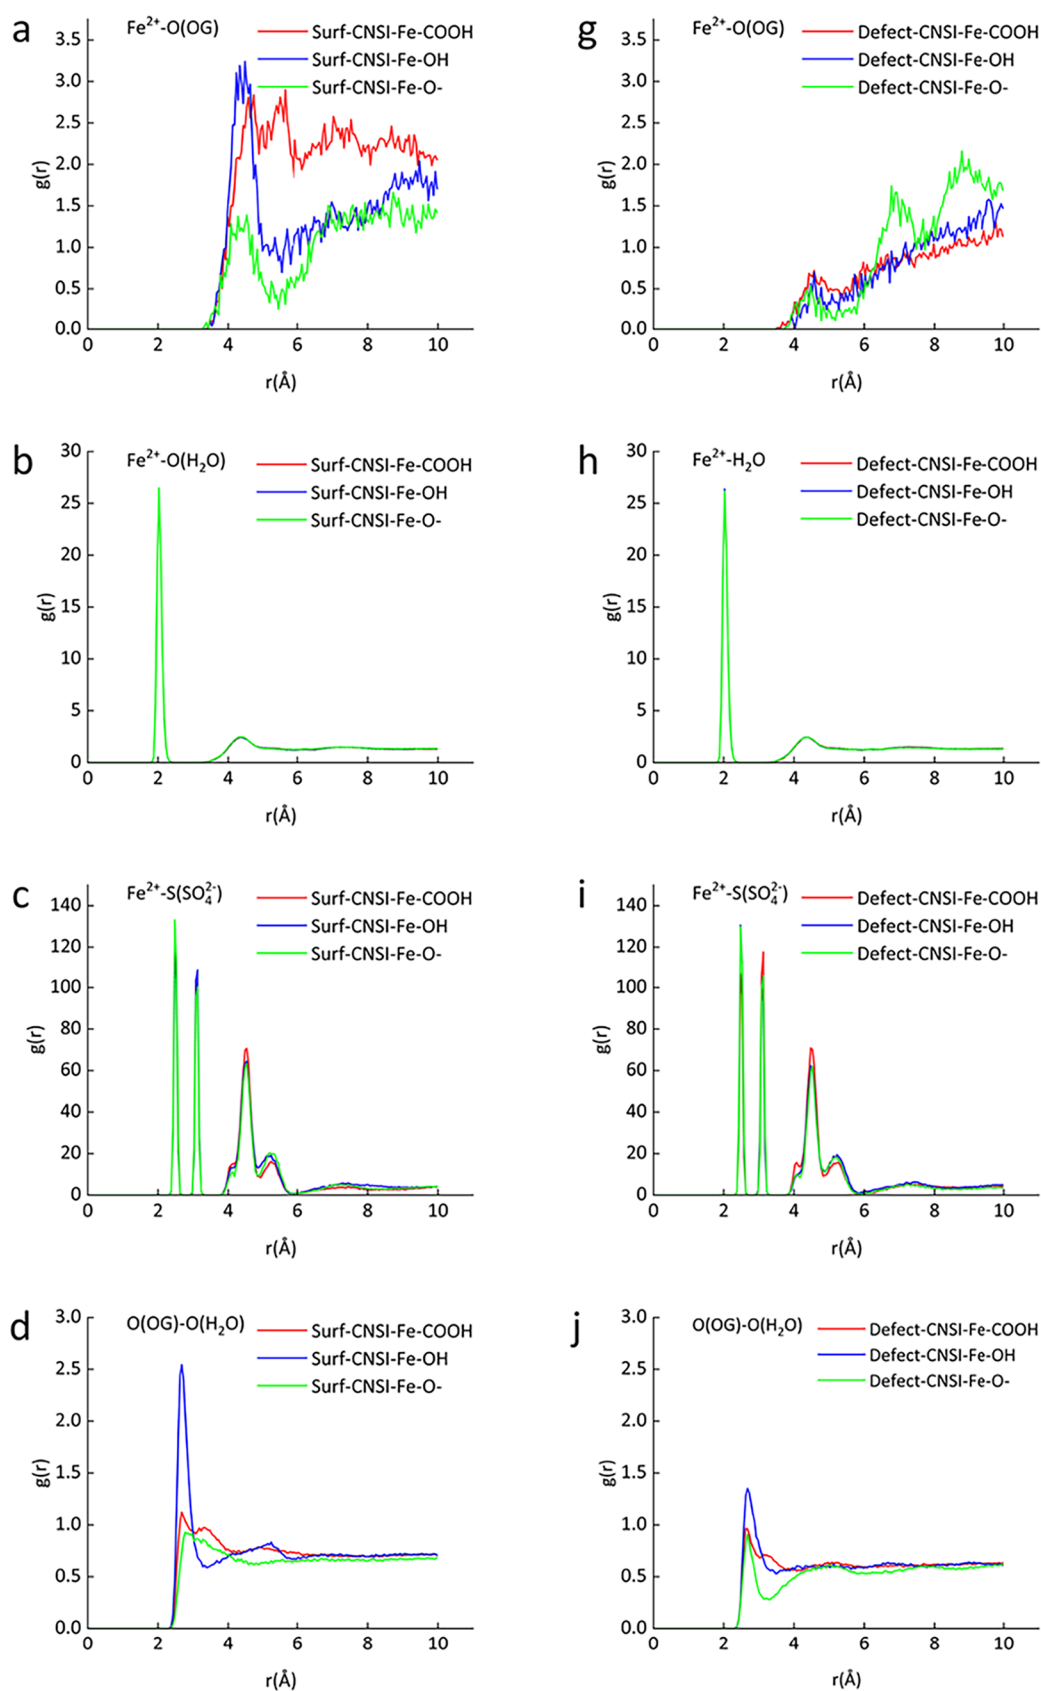 a
Fe²⁺-O(OG)
Surf-CNSI-Fe-COOH
Surf-CNSI-Fe-OH
Surf-CNSI-Fe-O-
3.5
3.0
2.5
2.0
1.5
1.0
0.5
0.0
g(r)
0 2 4 6 8 10
r(Å)
g
Fe²⁺-O(OG)
Defect-CNSI-Fe-COOH
Defect-CNSI-Fe-OH
Defect-CNSI-Fe-O-
3.5
3.0
2.5
2.0
1.5
1.0
0.5
0.0
g(r)
0 2 4 6 8 10
r(Å)
b
Fe²⁺-O(H₂O)
Surf-CNSI-Fe-COOH
Surf-CNSI-Fe-OH
Surf-CNSI-Fe-O-
30
25
20
15
10
5
0
g(r)
0 2 4 6 8 10
r(Å)
h
Fe²⁺-H₂O
Defect-CNSI-Fe-COOH
Defect-CNSI-Fe-OH
Defect-CNSI-Fe-O-
30
25
20
15
10
5
0
g(r)
0 2 4 6 8 10
r(Å)
c
Fe²⁺-S(SO₄²⁻)
Surf-CNSI-Fe-COOH
Surf-CNSI-Fe-OH
Surf-CNSI-Fe-O-
140
120
100
80
60
40
20
0
g(r)
0 2 4 6 8 10
r(Å)
i
Fe²⁺-S(SO₄²⁻)
Defect-CNSI-Fe-COOH
Defect-CNSI-Fe-OH
Defect-CNSI-Fe-O-
140
120
100
80
60
40
20
0
g(r)
0 2 4 6 8 10
r(Å)
d
O(OG)-O(H₂O)
Surf-CNSI-Fe-COOH
Surf-CNSI-Fe-OH
Surf-CNSI-Fe-O-
3.0
2.5
2.0
1.5
1.0
0.5
0.0
g(r)
0 2 4 6 8 10
r(Å)
j
O(OG)-O(H₂O)
Defect-CNSI-Fe-COOH
Defect-CNSI-Fe-OH
Defect-CNSI-Fe-O-
3.0
2.5
2.0
1.5
1.0
0.5
0.0
g(r)
0 2 4 6 8 10
r(Å)